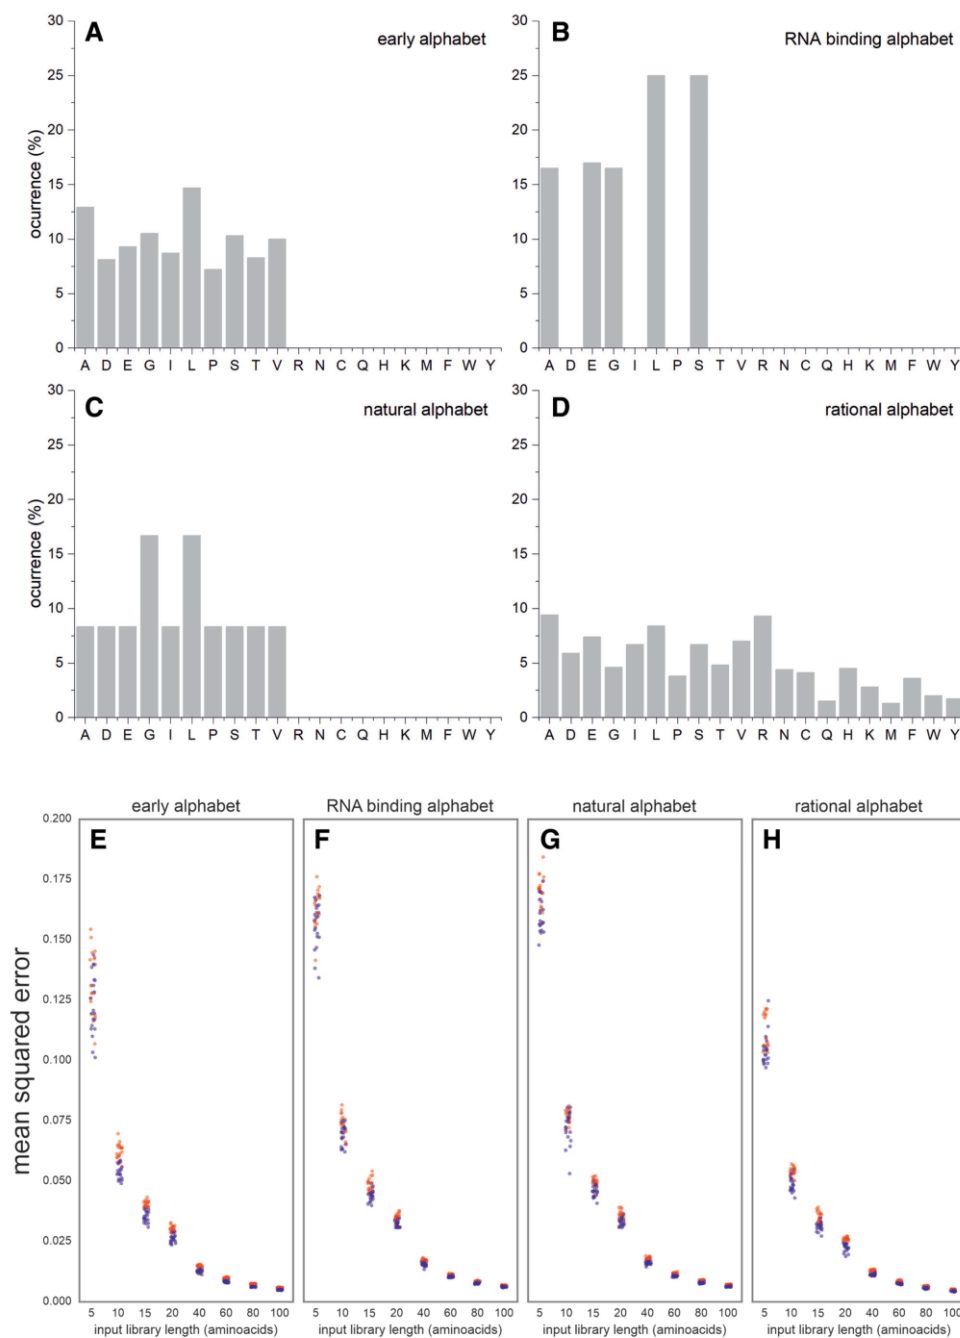 A
early alphabet
30
25
20
15
10
5
0
ocurrence (%)
A D E G I L P S T V R N C Q H K M F W Y
B
RNA binding alphabet
30
25
20
15
10
5
0
A D E G I L P S T V R N C Q H K M F W Y
C
natural alphabet
30
25
20
15
10
5
0
ocurrence (%)
A D E G I L P S T V R N C Q H K M F W Y
D
rational alphabet
30
25
20
15
10
5
0
A D E G I L P S T V R N C Q H K M F W Y
mean squared error
0.200
0.175
0.150
0.125
0.100
0.075
0.050
0.025
0.000
early alphabet
E
5 10 15 20 40 60 80 100
input library length (aminoacids)
RNA binding alphabet
F
5 10 15 20 40 60 80 100
input library length (aminoacids)
natural alphabet
G
5 10 15 20 40 60 80 100
input library length (aminoacids)
rational alphabet
H
5 10 15 20 40 60 80 100
input library length (aminoacids)